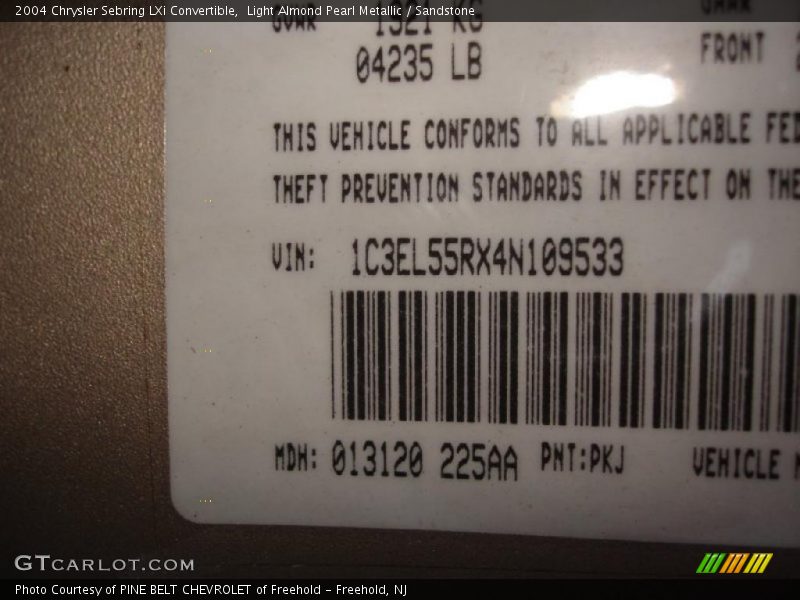 2004 Chrysler Sebring LXi Convertible,  Light Almond Pearl Metallic / Sandstone
GVWR 1921 KG
04235 LB FRONT
THIS VEHICLE CONFORMS TO ALL APPLICABLE FED
THEFT PREVENTION STANDARDS IN EFFECT ON THE
VIN: 1C3EL55RX4N109533
MDH: 013120 225AA PNT:PKJ VEHICLE
GTCARLOT.COM
Photo Courtesy of PINE BELT CHEVROLET of Freehold – Freehold, NJ